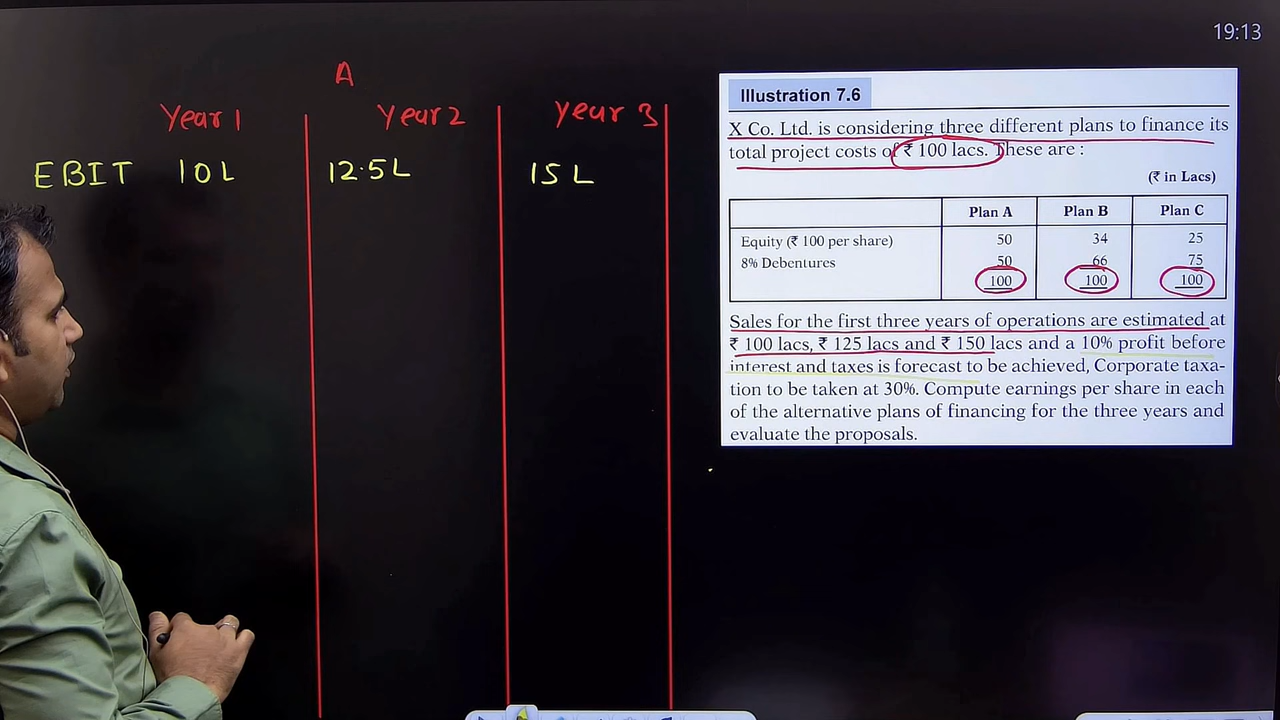 19:13
A
Year 1 Year 2 Year 3
EBIT 10 L 12.5 L 15 L
Illustration 7.6
X Co. Ltd. is considering three different plans to finance its
total project costs of ₹ 100 lacs. These are :
(₹ in Lacs)
Plan A Plan B Plan C
Equity (₹ 100 per share) 50 34 25
8% Debentures 50 66 75
100 100 100
Sales for the first three years of operations are estimated at
₹ 100 lacs, ₹ 125 lacs and ₹ 150 lacs and a 10% profit before
interest and taxes is forecast to be achieved, Corporate taxa-
tion to be taken at 30%. Compute earnings per share in each
of the alternative plans of financing for the three years and
evaluate the proposals.